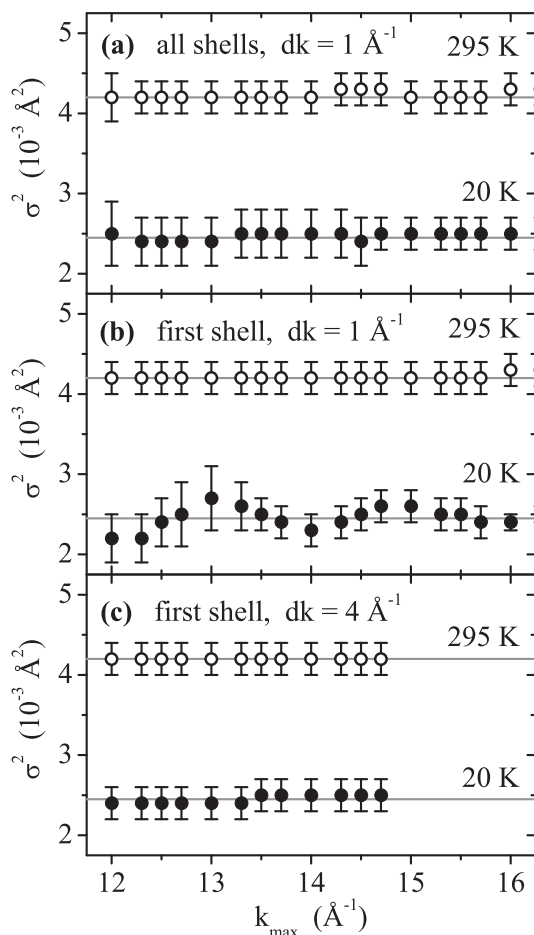 5
(a) all shells, dk = 1 Å⁻¹
295 K
4
3
20 K
2
σ² (10⁻³ Å²)
5
(b) first shell, dk = 1 Å⁻¹
295 K
4
3
20 K
2
σ² (10⁻³ Å²)
5
(c) first shell, dk = 4 Å⁻¹
295 K
4
3
20 K
2
σ² (10⁻³ Å²)
12 13 14 15 16
k_max (Å⁻¹)